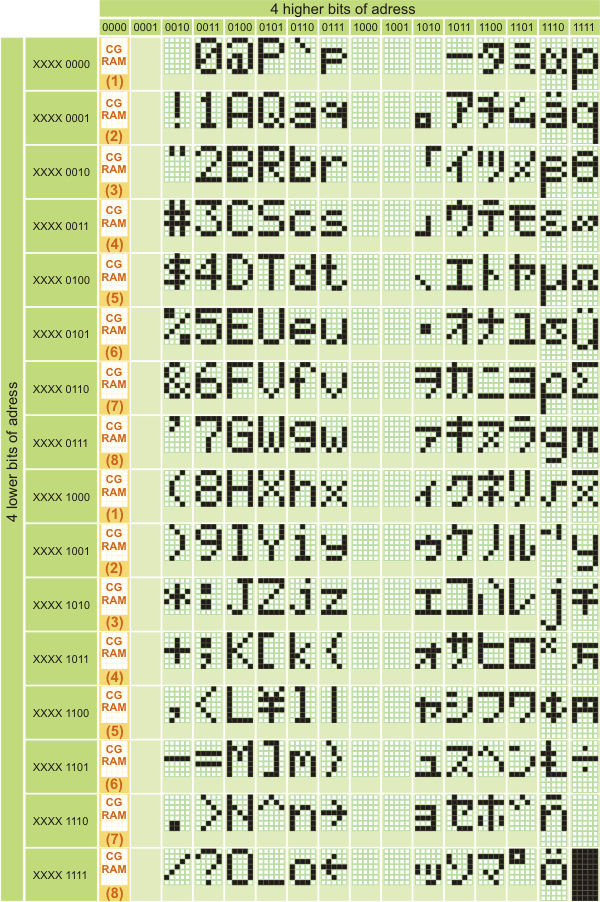 4 higher bits of adress
0000 0001 0010 0011 0100 0101 0110 0111 1000 1001 1010 1011 1100 1101 1110 1111
4 lower bits of adress
XXXX 0000 CG RAM (1) 0 @ P ` p ー タ ミ α p
XXXX 0001 CG RAM (2) ! 1 A Q a q 。 ア チ ム ä q
XXXX 0010 CG RAM (3) " 2 B R b r 「 イ ツ メ β θ
XXXX 0011 CG RAM (4) # 3 C S c s 」 ウ テ モ ε ∞
XXXX 0100 CG RAM (5) $ 4 D T d t 、 エ ト ヤ μ Ω
XXXX 0101 CG RAM (6) % 5 E U e u ・ オ ナ ユ σ ü
XXXX 0110 CG RAM (7) & 6 F V f v ヲ カ ニ ヨ ρ Σ
XXXX 0111 CG RAM (8) ' 7 G W g w ァ キ ヌ ラ g π
XXXX 1000 CG RAM (1) ( 8 H X h x ィ ク ネ リ √ x̄
XXXX 1001 CG RAM (2) ) 9 I Y i y ゥ ケ ノ ル ⁻¹ y
XXXX 1010 CG RAM (3) * : J Z j z ェ コ ハ レ j 千
XXXX 1011 CG RAM (4) + ; K [ k { ォ サ ヒ ロ ˣ 万
XXXX 1100 CG RAM (5) , < L ¥ l | ャ シ フ ワ ¢ 円
XXXX 1101 CG RAM (6) - = M ] m } ュ ス ヘ ン £ ÷
XXXX 1110 CG RAM (7) . > N ^ n → ョ セ ホ ゛ ñ
XXXX 1111 CG RAM (8) / ? O _ o ← ッ ソ マ ゜ ö █